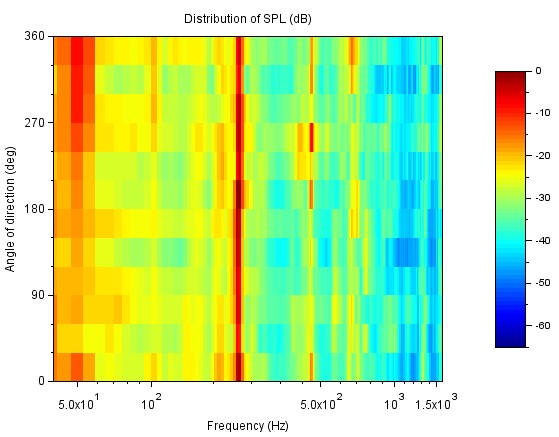 Distribution of SPL (dB)
360
270
180
90
0
Angle of direction (deg)
5.0x10¹
10²
5.0x10²
10³
1.5x10³
Frequency (Hz)
0
-10
-20
-30
-40
-50
-60